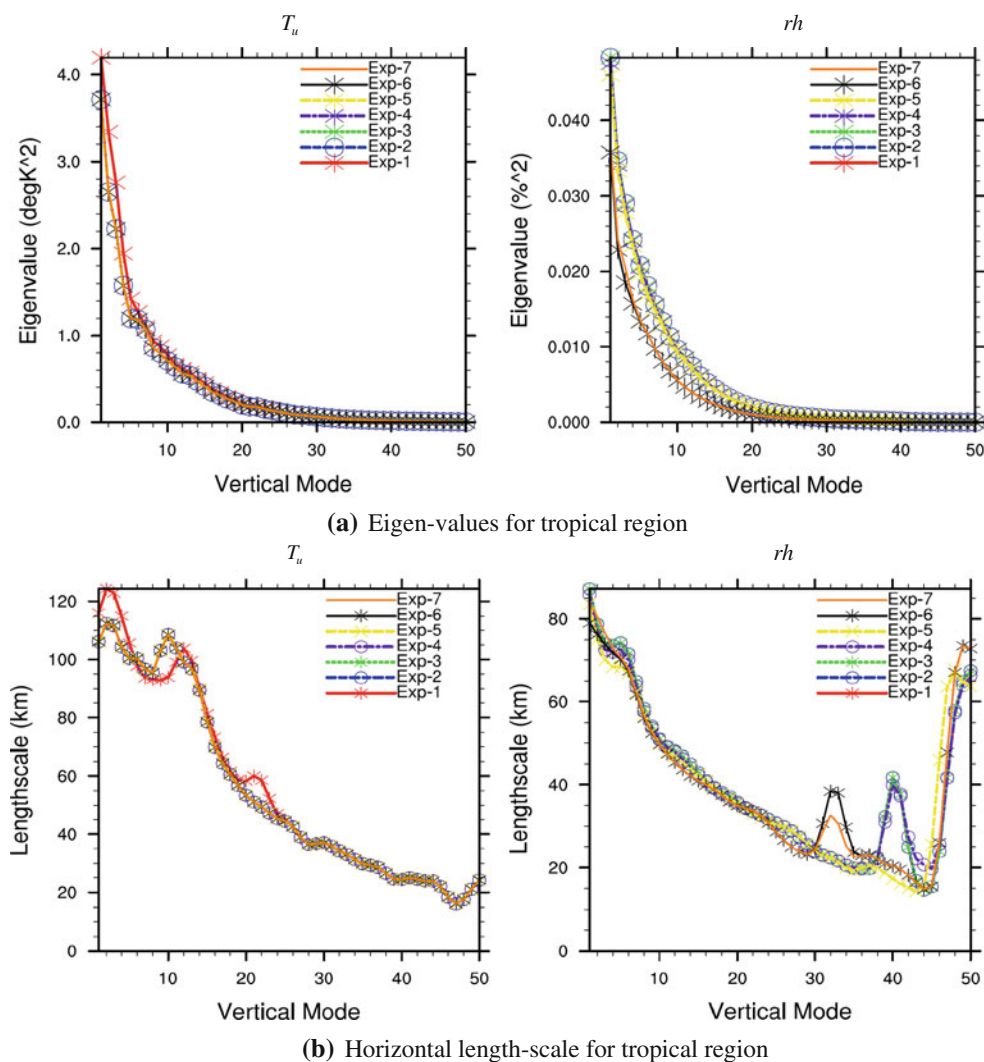 T_u
rh
Eigenvalue (degK^2)
4.0
4.0
2.0
1.0
0.0
Exp-7
Exp-6
Exp-5
Exp-4
Exp-3
Exp-2
Exp-1
10 20 30 40 50
Vertical Mode
Eigenvalue (%^2)
0.040
0.030
0.020
0.010
0.000
Exp-7
Exp-6
Exp-5
Exp-4
Exp-3
Exp-2
Exp-1
10 20 30 40 50
Vertical Mode
(a) Eigen-values for tropical region
T_u
rh
Lengthscale (km)
120
100
80
60
40
20
0
Exp-7
Exp-6
Exp-5
Exp-4
Exp-3
Exp-2
Exp-1
10 20 30 40 50
Vertical Mode
Lengthscale (km)
80
60
40
20
0
Exp-7
Exp-6
Exp-5
Exp-4
Exp-3
Exp-2
Exp-1
10 20 30 40 50
Vertical Mode
(b) Horizontal length-scale for tropical region